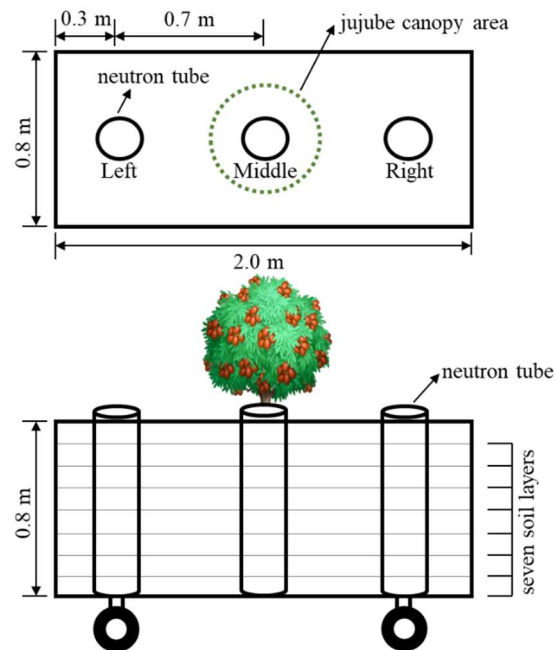 0.3 m
0.7 m
jujube canopy area
neutron tube
0.8 m
Left
Middle
Right
2.0 m
neutron tube
0.8 m
seven soil layers